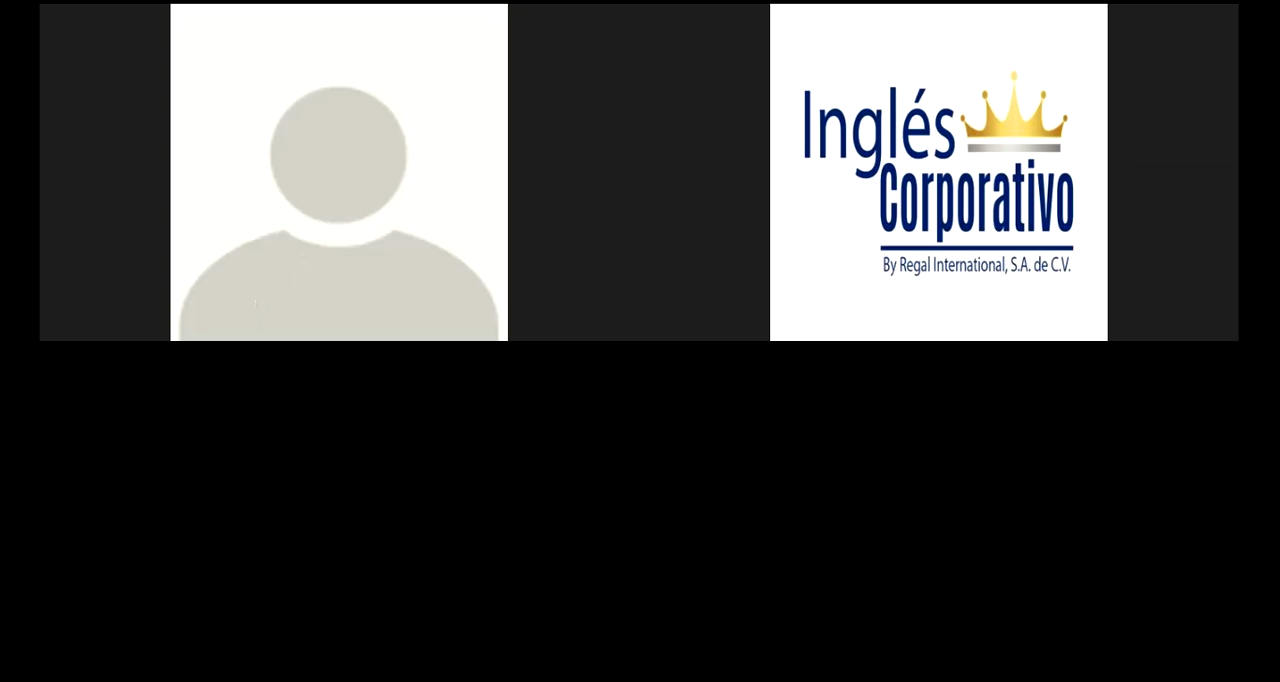 Inglés
Corporativo
By Regal International, S.A. de C.V.